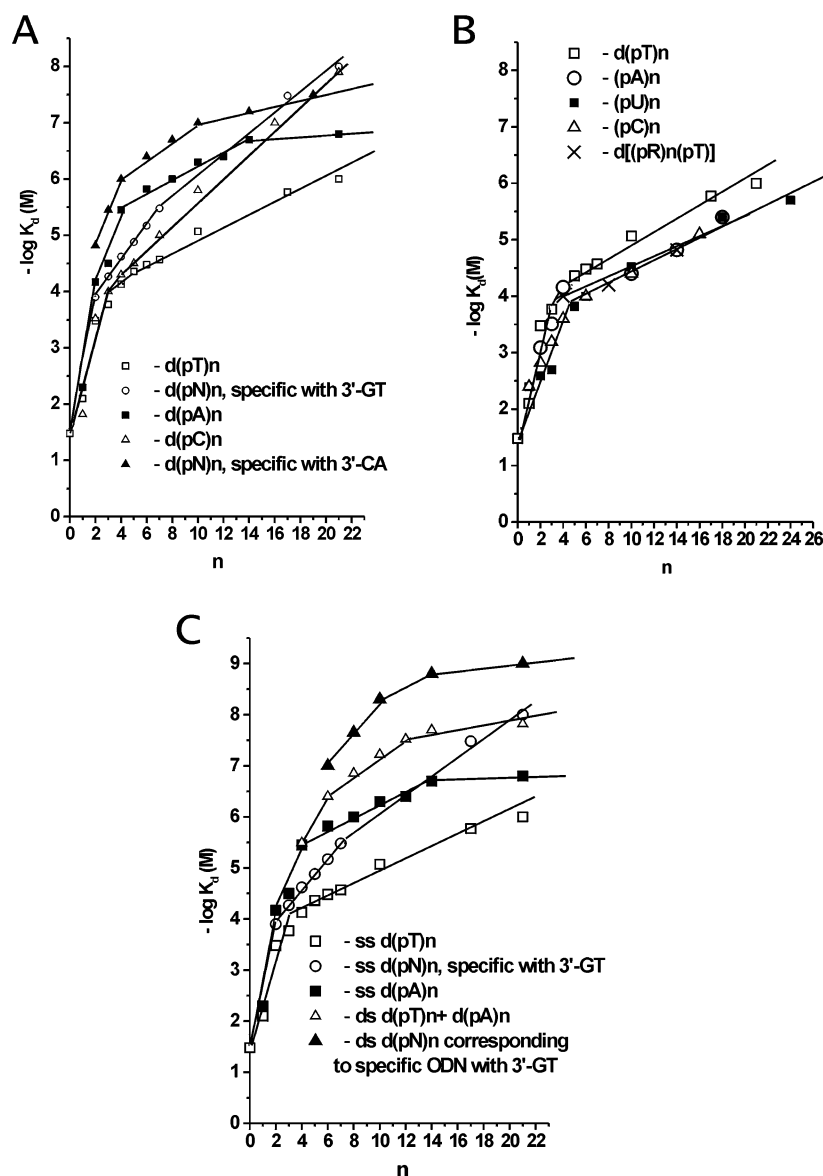 A
- log Kd (M)
8
7
6
5
4
3
2
1
0
- d(pT)n
- d(pN)n, specific with 3'-GT
- d(pA)n
- d(pC)n
- d(pN)n, specific with 3'-CA
0 2 4 6 8 10 12 14 16 18 20 22
n
B
- log Kd(M)
8
7
6
5
4
3
2
1
0
- d(pT)n
- (pA)n
- (pU)n
- (pC)n
- d[(pR)n(pT)]
0 2 4 6 8 10 12 14 16 18 20 22 24 26
n
C
- log Kd (M)
9
8
7
6
5
4
3
2
1
0
- ss d(pT)n
- ss d(pN)n, specific with 3'-GT
- ss d(pA)n
- ds d(pT)n+ d(pA)n
- ds d(pN)n corresponding
to specific ODN with 3'-GT
0 2 4 6 8 10 12 14 16 18 20 22
n